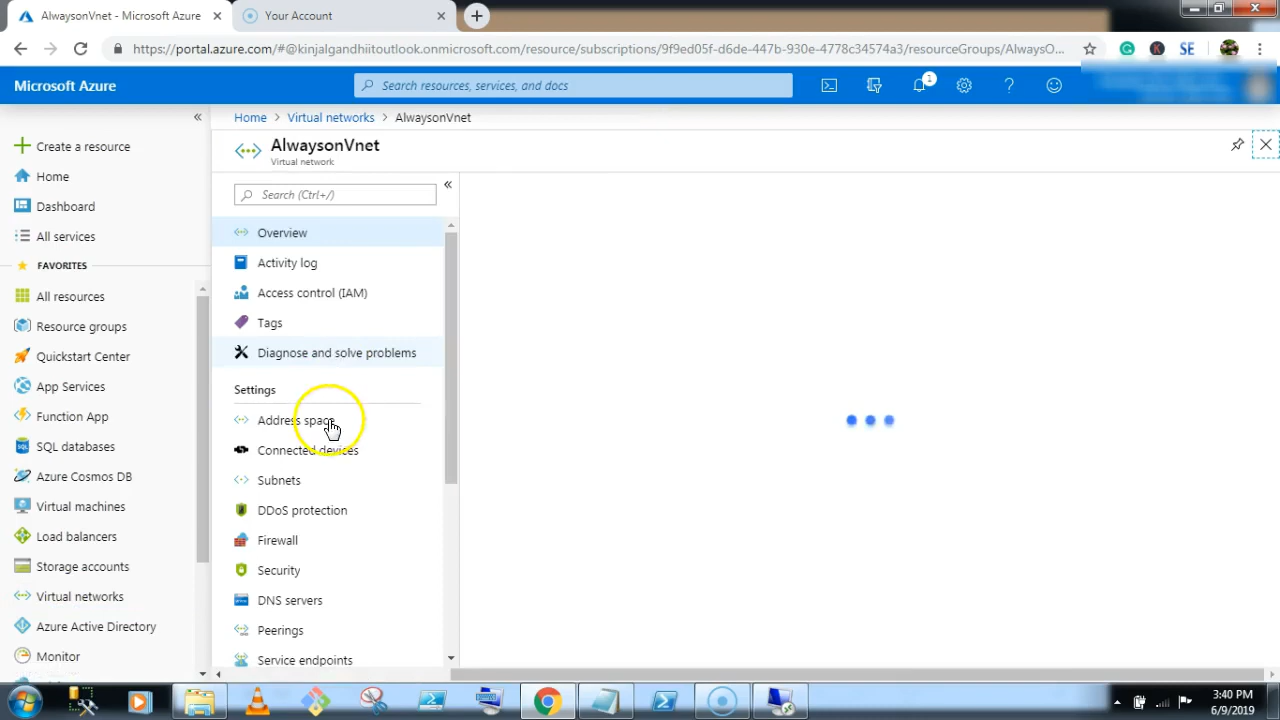 AlwaysonVnet - Microsoft Azure
Your Account
https://portal.azure.com/#@kinjalgandhiitoutlook.onmicrosoft.com/resource/subscriptions/9f9ed05f-d6de-447b-930e-4778c34574a3/resourceGroups/AlwaysO...
SE
Microsoft Azure
Search resources, services, and docs
1
Home > Virtual networks > AlwaysonVnet
AlwaysonVnet
Virtual network
Create a resource
Home
Dashboard
All services
FAVORITES
All resources
Resource groups
Quickstart Center
App Services
Function App
SQL databases
Azure Cosmos DB
Virtual machines
Load balancers
Storage accounts
Virtual networks
Azure Active Directory
Monitor
Search (Ctrl+/)
Overview
Activity log
Access control (IAM)
Tags
Diagnose and solve problems
Settings
Address space
Connected devices
Subnets
DDoS protection
Firewall
Security
DNS servers
Peerings
Service endpoints
3:40 PM
6/9/2019